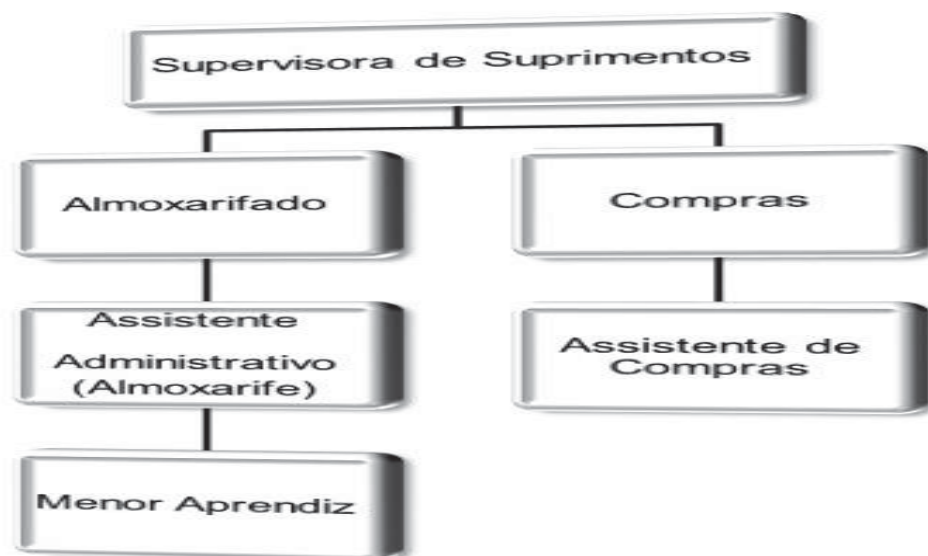 Supervisora de Suprimentos
Almoxarifado
Compras
Assistente
Administrativo
(Almoxarife)
Assistente de
Compras
Menor Aprendiz